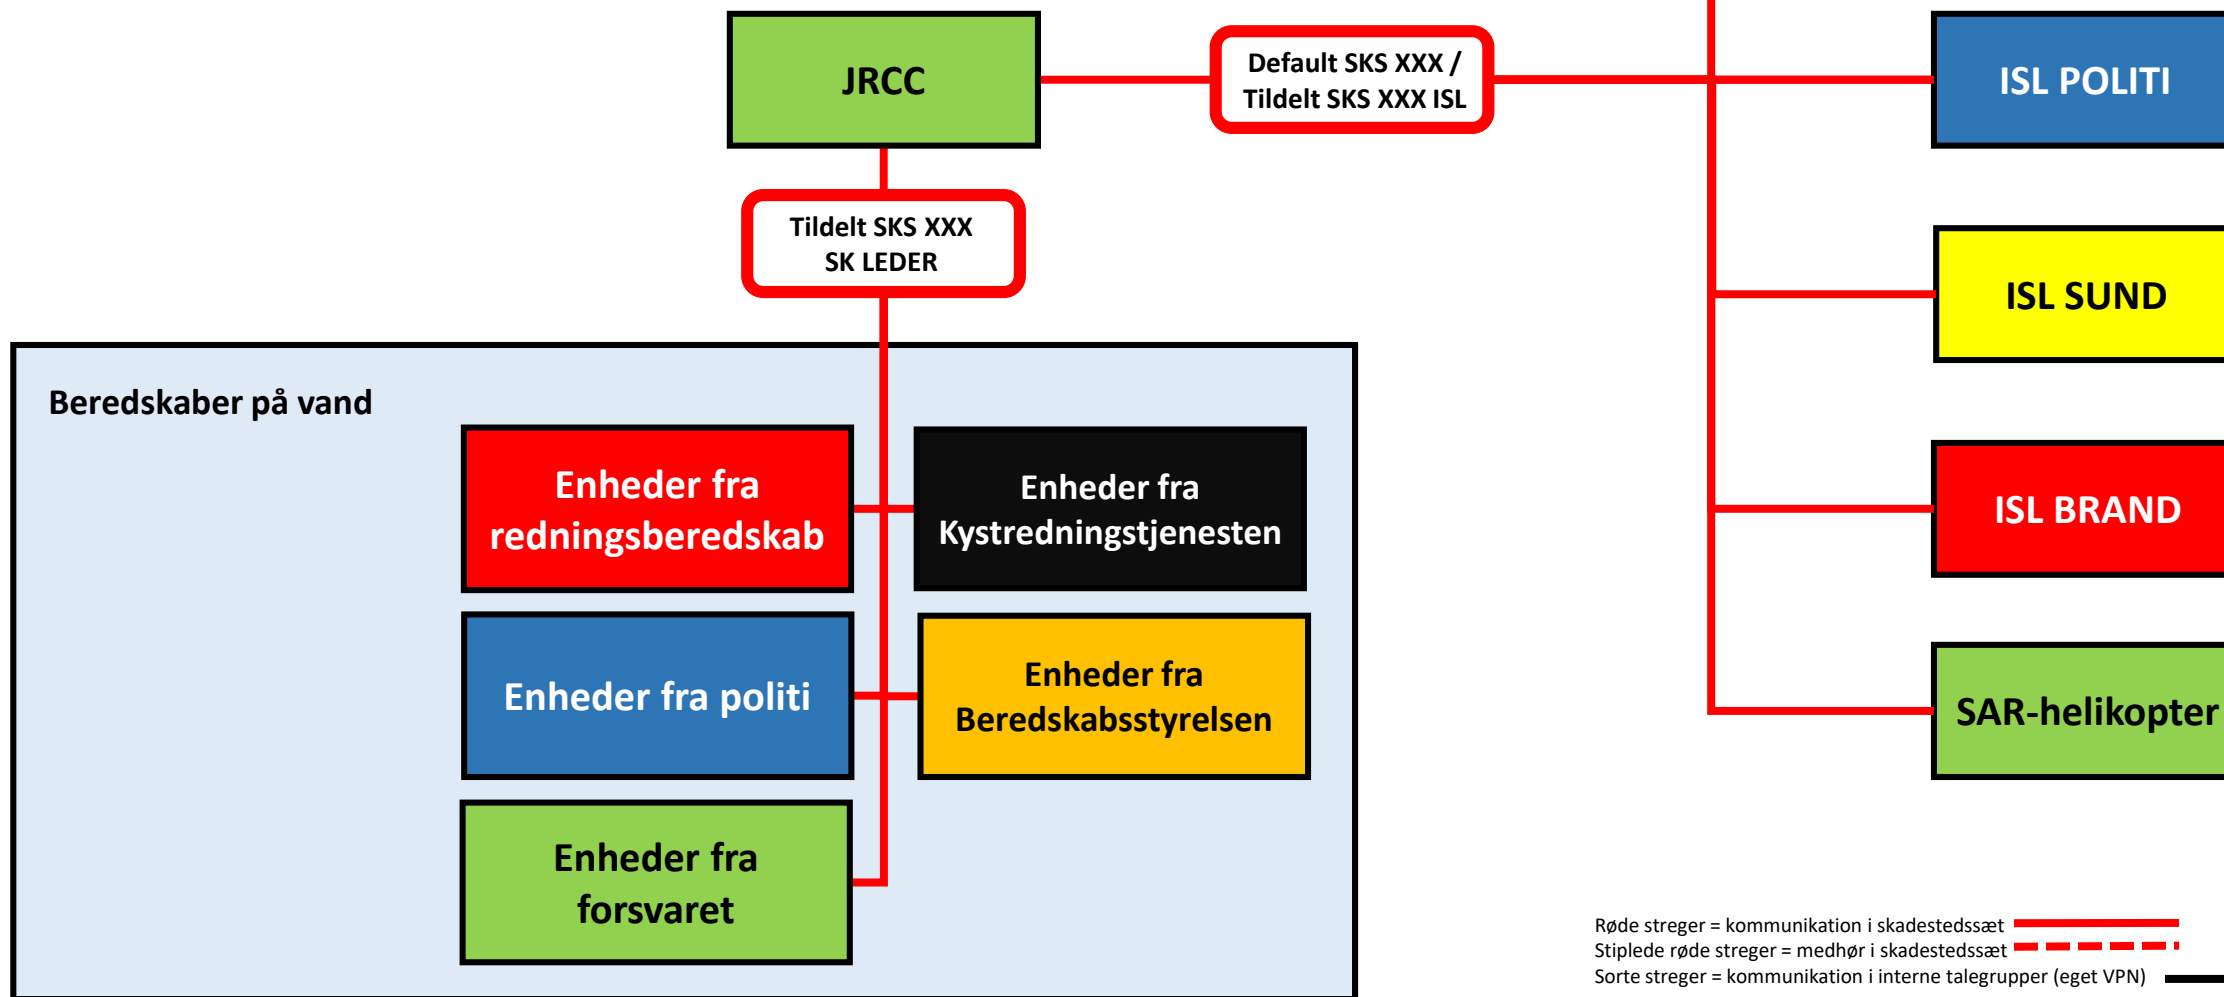 JRCC
Default SKS XXX /
Tildelt SKS XXX ISL
ISL POLITI
Tildelt SKS XXX
SK LEDER
ISL SUND
Beredskaber på vand
Enheder fra
redningsberedskab
Enheder fra
Kystredningstjenesten
ISL BRAND
Enheder fra politi
Enheder fra
Beredskabsstyrelsen
SAR-helikopter
Enheder fra
forsvaret
Røde streger = kommunikation i skadestedssæt
Stiplede røde streger = medhør i skadestedssæt
Sorte streger = kommunikation i interne talegrupper (eget VPN)